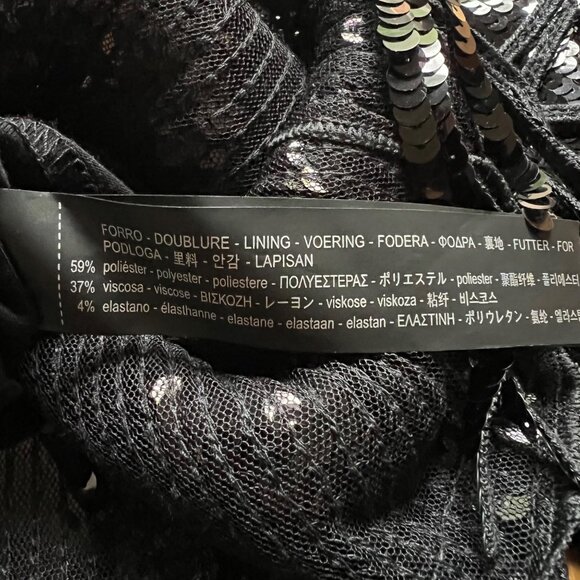 FORRO - DOUBLURE - LINING - VOERING - FODERA - ΦΟΔΡΑ - 裏地 - FUTTER - FOR
PODLOGA - 里料 - 안감 - LAPISAN
59% poliéster - polyester - poliestere - ΠΟΛΥΕΣΤΕΡΑΣ - ポリエステル - poliester - 聚酯纤维 - 폴리에스테
37% viscosa - viscose - ΒΙΣΚΟΖΗ - レーヨン - viskose - viskoza - 粘纤 - 비스코스
4% elastano - élasthanne - elastane - elastaan - elastan - ΕΛΑΣΤΙΝΗ - ポリウレタン - 氨纶 - 엘라스